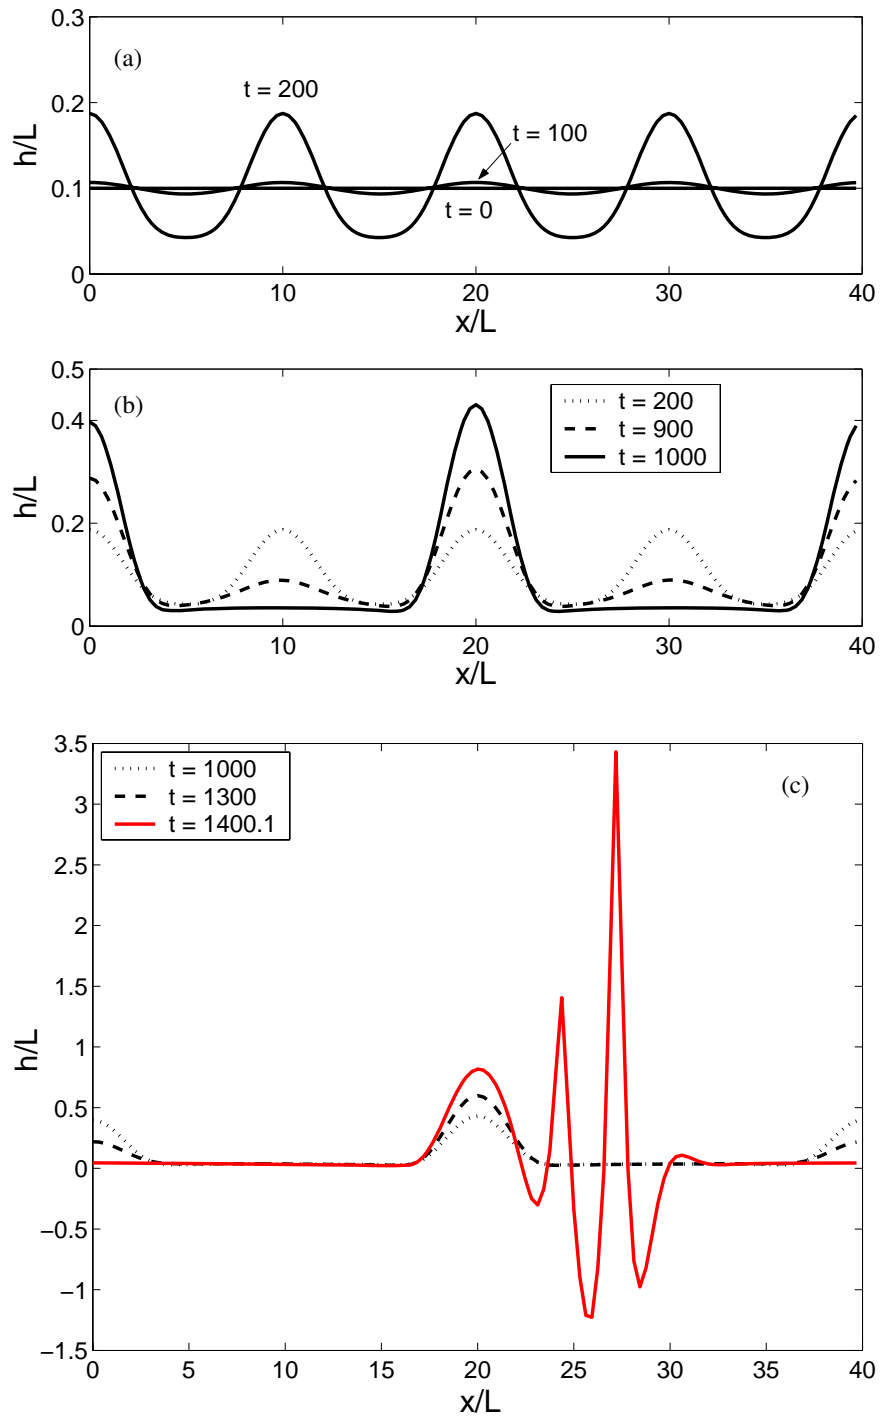 (a)
t = 200
t = 100
t = 0
0.3
0.2
0.1
0
h/L
0 10 20 30 40
x/L
(b)
t = 200
t = 900
t = 1000
0.5
0.4
0.2
0
h/L
0 10 20 30 40
x/L
(c)
t = 1000
t = 1300
t = 1400.1
3.5
3
2.5
2
1.5
1
0.5
0
−0.5
−1
−1.5
h/L
0 5 10 15 20 25 30 35 40
x/L